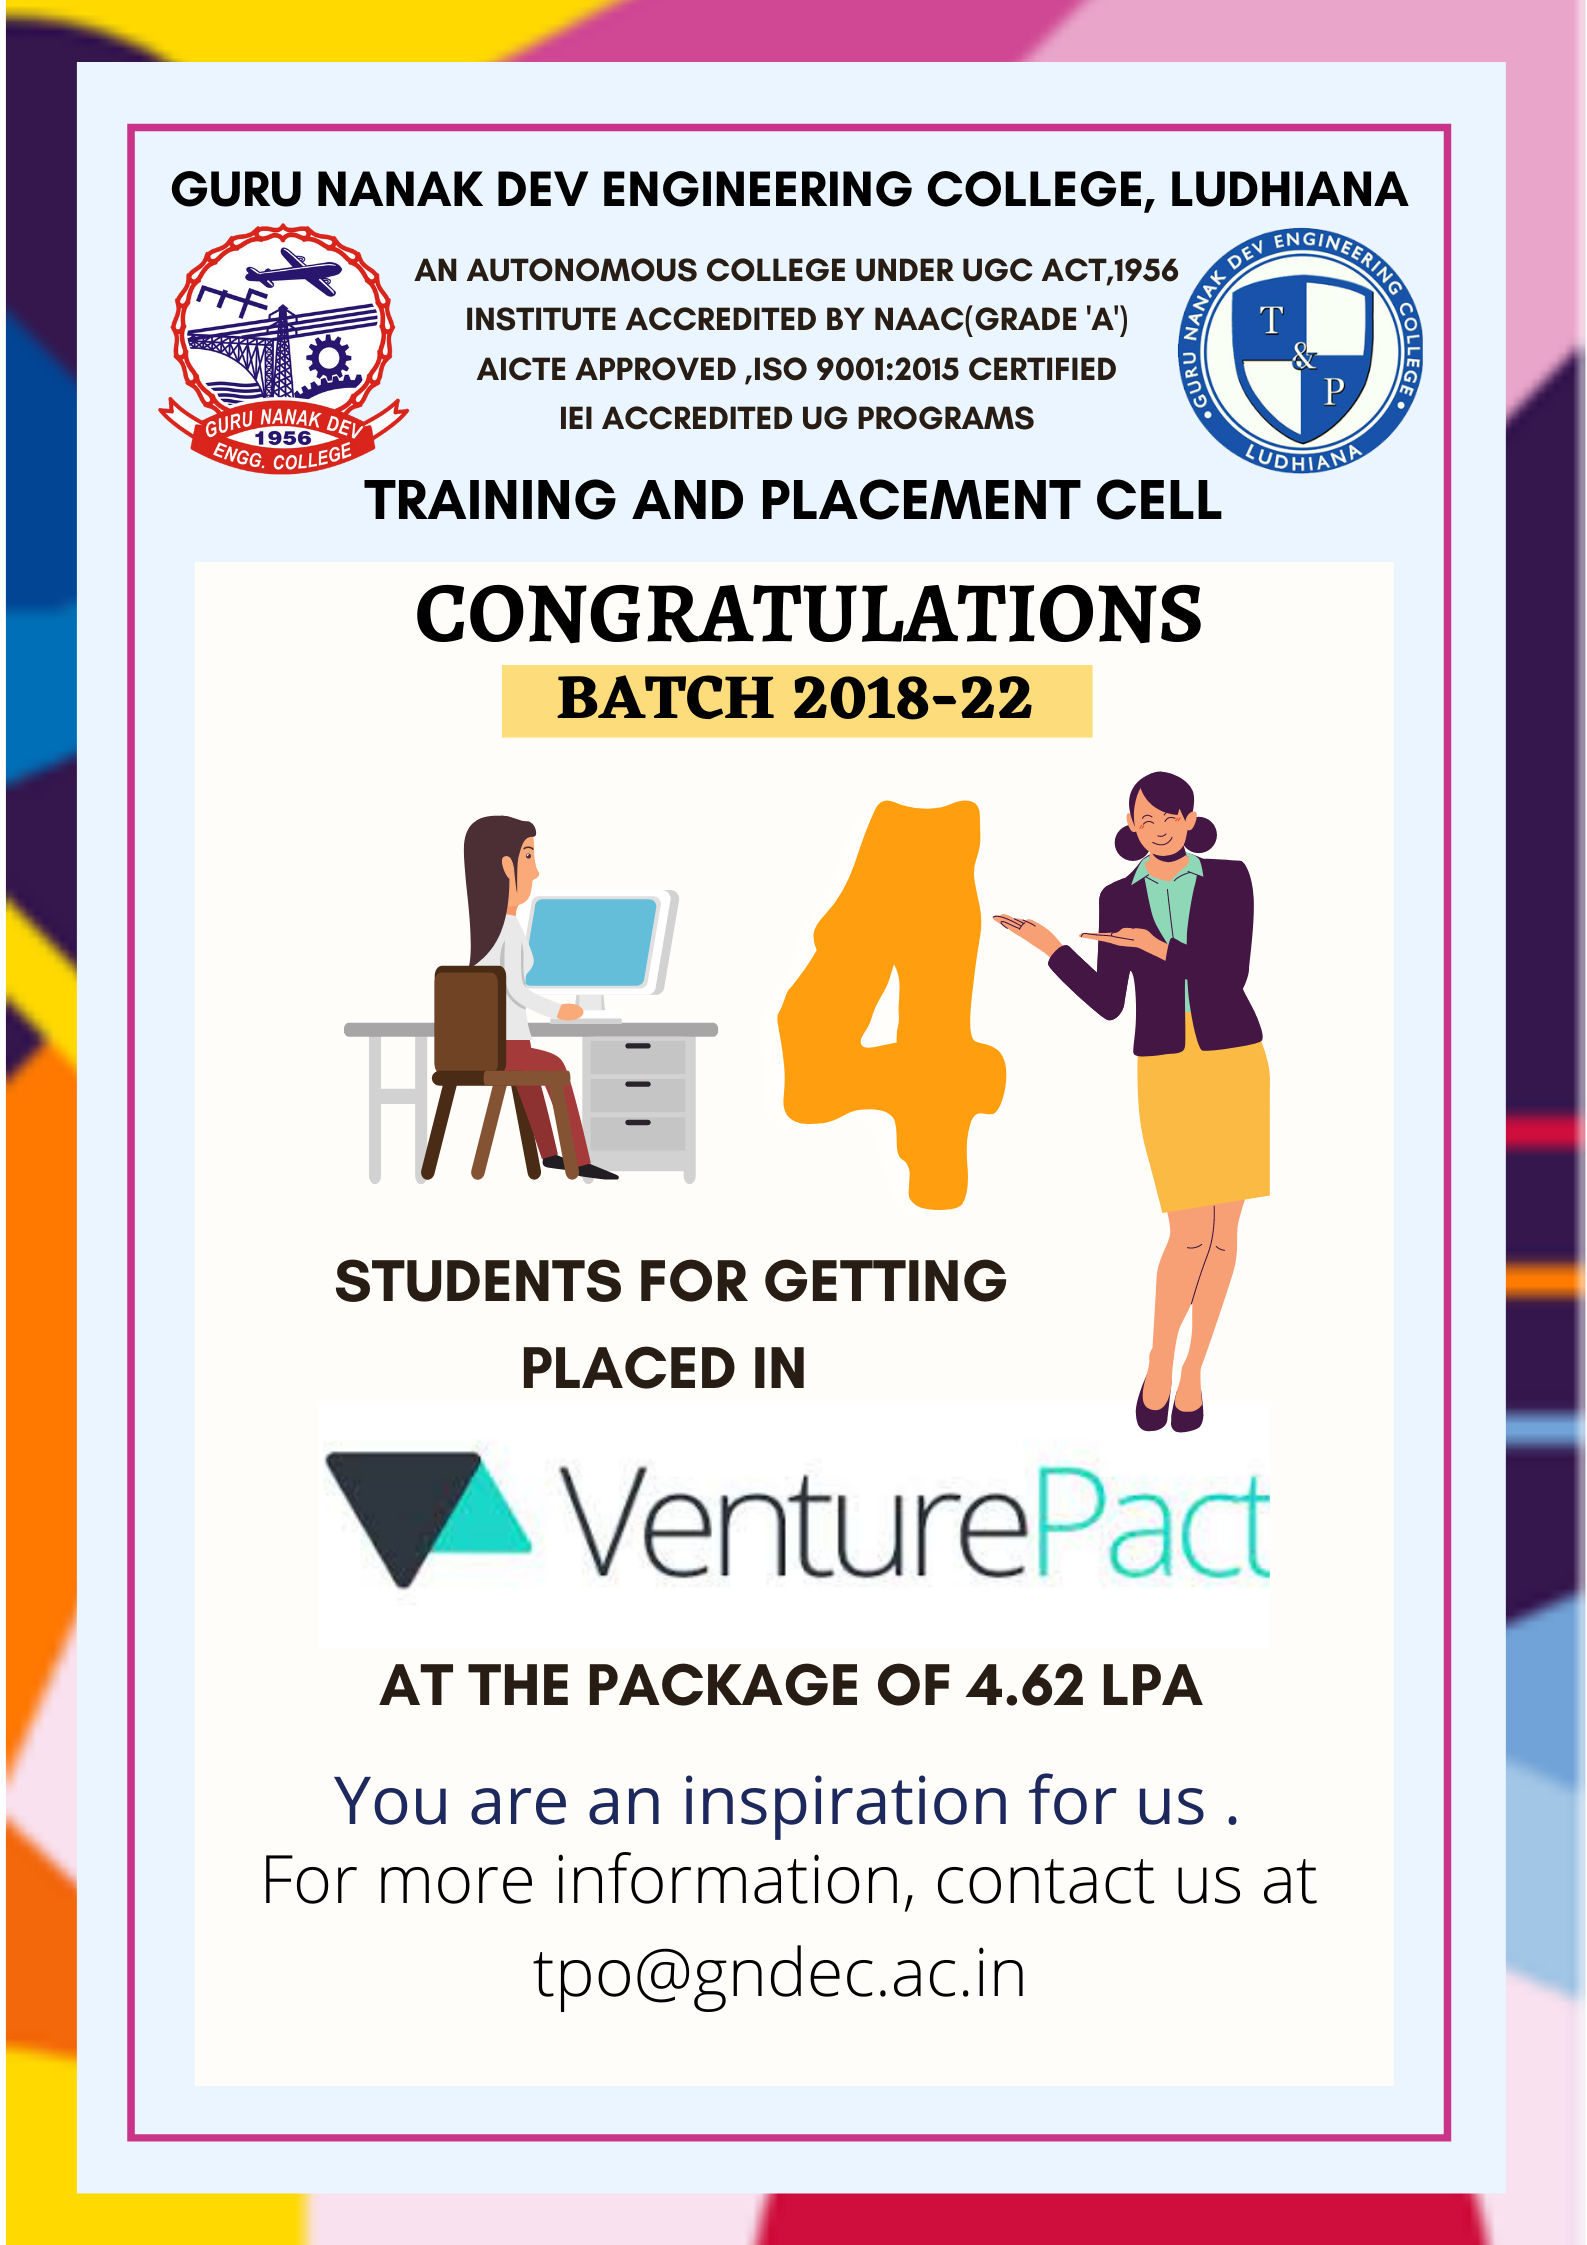 GURU NANAK DEV ENGINEERING COLLEGE, LUDHIANA
AN AUTONOMOUS COLLEGE UNDER UGC ACT,1956
INSTITUTE ACCREDITED BY NAAC(GRADE 'A')
AICTE APPROVED ,ISO 9001:2015 CERTIFIED
IEI ACCREDITED UG PROGRAMS
GURU NANAK DEV
1956
ENGG. COLLEGE
GURU NANAK DEV ENGINEERING COLLEGE
T
&
P
LUDHIANA
TRAINING AND PLACEMENT CELL
CONGRATULATIONS
BATCH 2018-22
4
STUDENTS FOR GETTING
PLACED IN
VenturePact
AT THE PACKAGE OF 4.62 LPA
You are an inspiration for us .
For more information, contact us at
tpo@gndec.ac.in